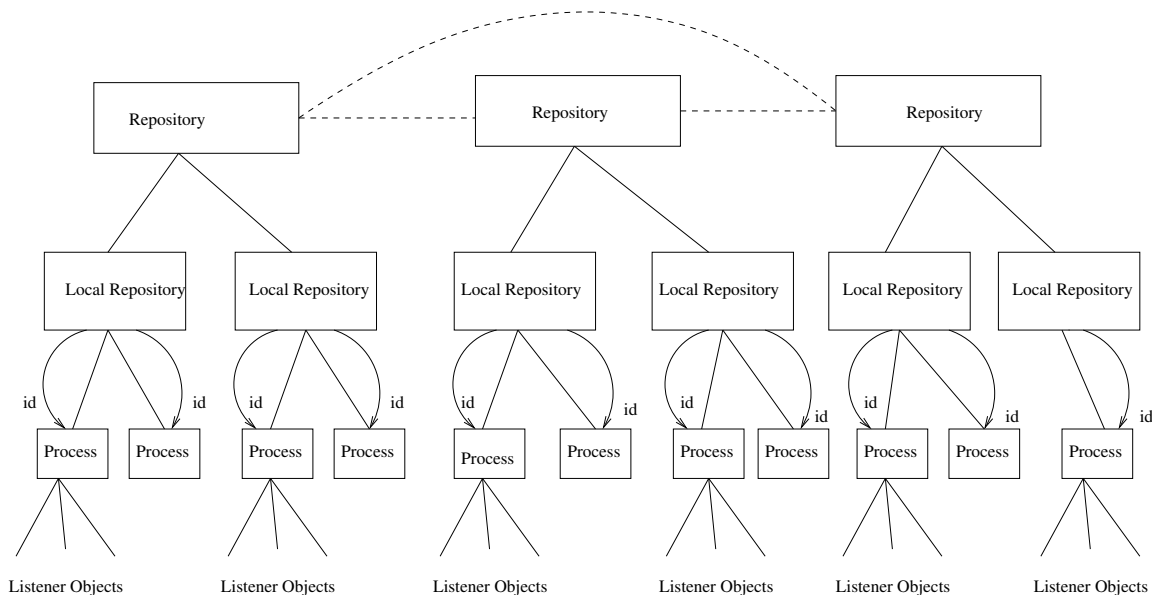 Repository
Repository
Repository
Local Repository
Local Repository
Local Repository
Local Repository
Local Repository
Local Repository
id
id
id
id
id
id
id
id
id
id
id
Process
Process
Process
Process
Process
Process
Process
Process
Process
Process
Process
Listener Objects
Listener Objects
Listener Objects
Listener Objects
Listener Objects
Listener Objects